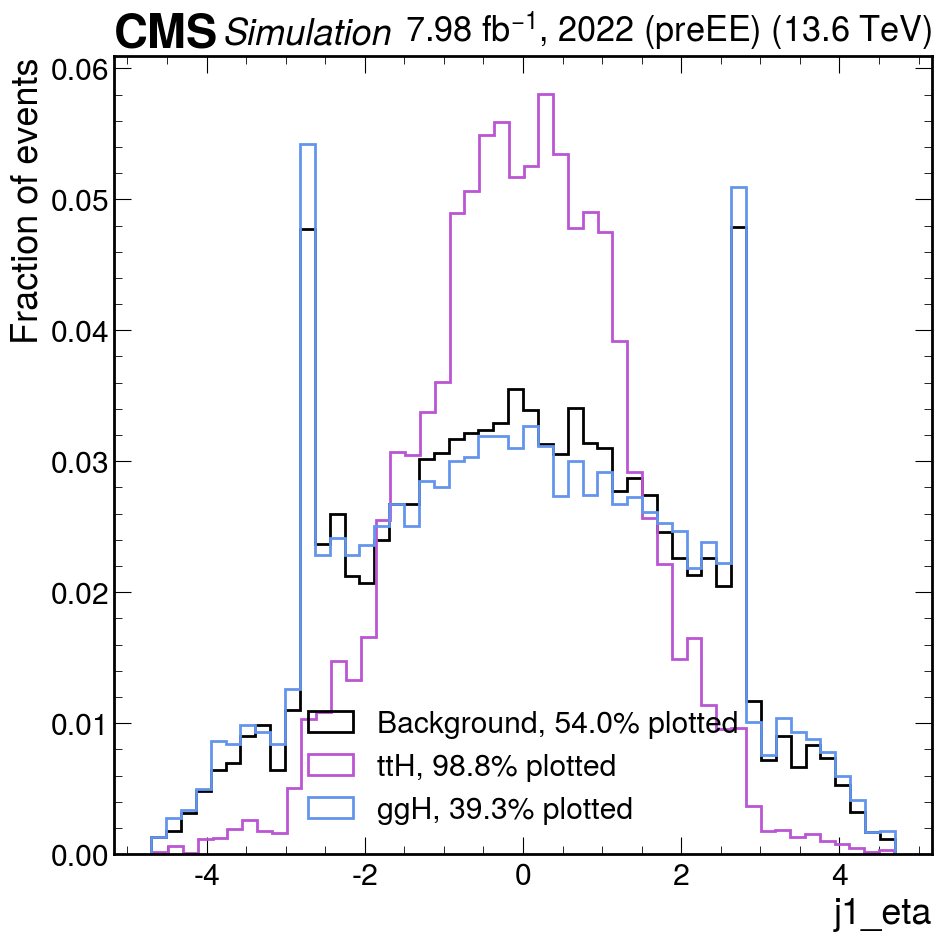 CMS Simulation 7.98 fb⁻¹, 2022 (preEE) (13.6 TeV)
Fraction of events
0.06
0.05
0.04
0.03
0.02
0.01
0.00
Background, 54.0% plotted
ttH, 98.8% plotted
ggH, 39.3% plotted
-4 -2 0 2 4
j1_eta